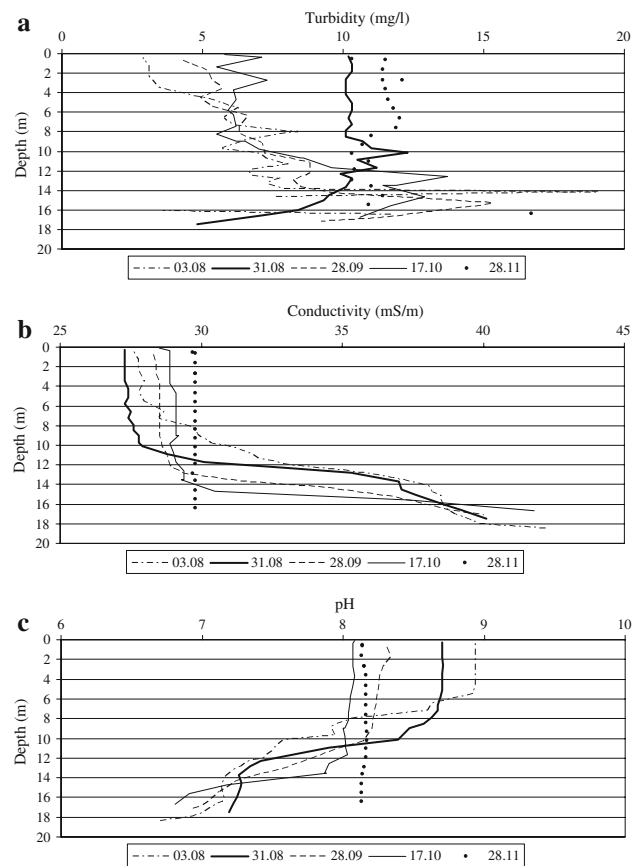 a
Turbidity (mg/l)
0 5 10 15 20
Depth (m)
0
2
4
6
8
10
12
14
16
18
20
03.08 31.08 28.09 17.10 28.11
b
Conductivity (mS/m)
25 30 35 40 45
Depth (m)
0
2
4
6
8
10
12
14
16
18
20
03.08 31.08 28.09 17.10 28.11
c
pH
6 7 8 9 10
Depth (m)
0
2
4
6
8
10
12
14
16
18
20
03.08 31.08 28.09 17.10 28.11